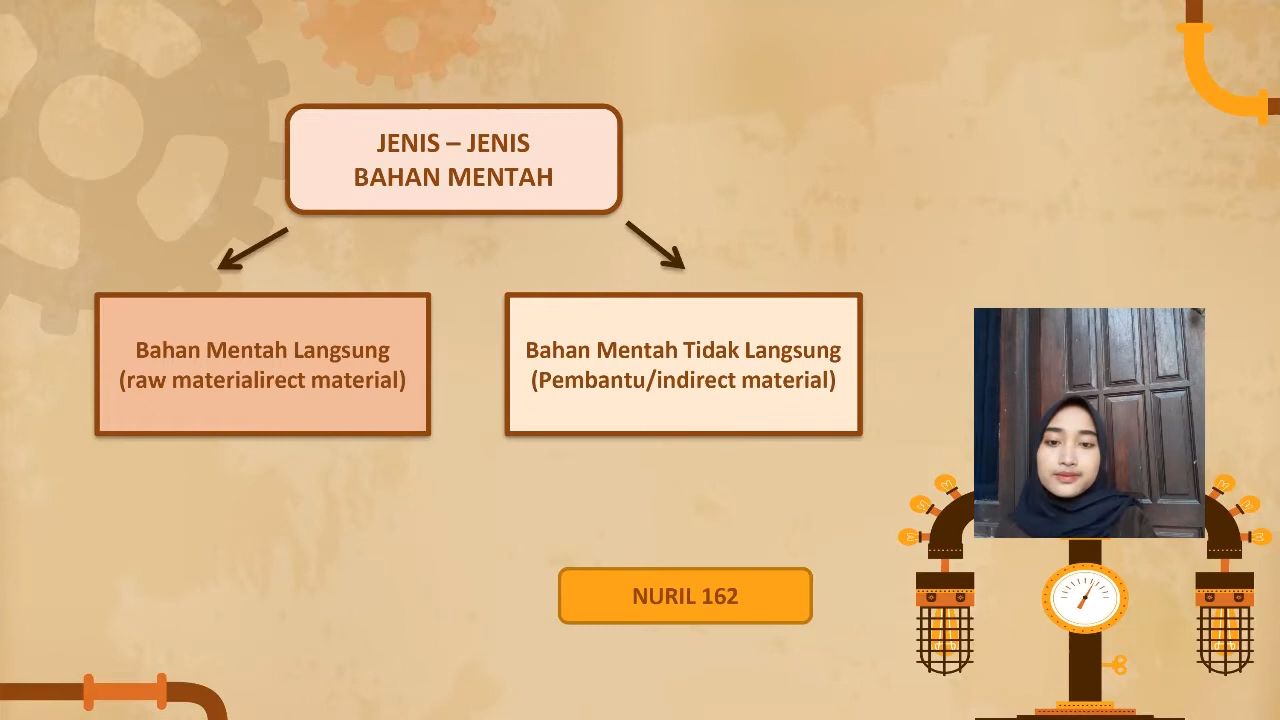 JENIS – JENIS
BAHAN MENTAH
Bahan Mentah Langsung
(raw materialirect material)
Bahan Mentah Tidak Langsung
(Pembantu/indirect material)
NURIL 162